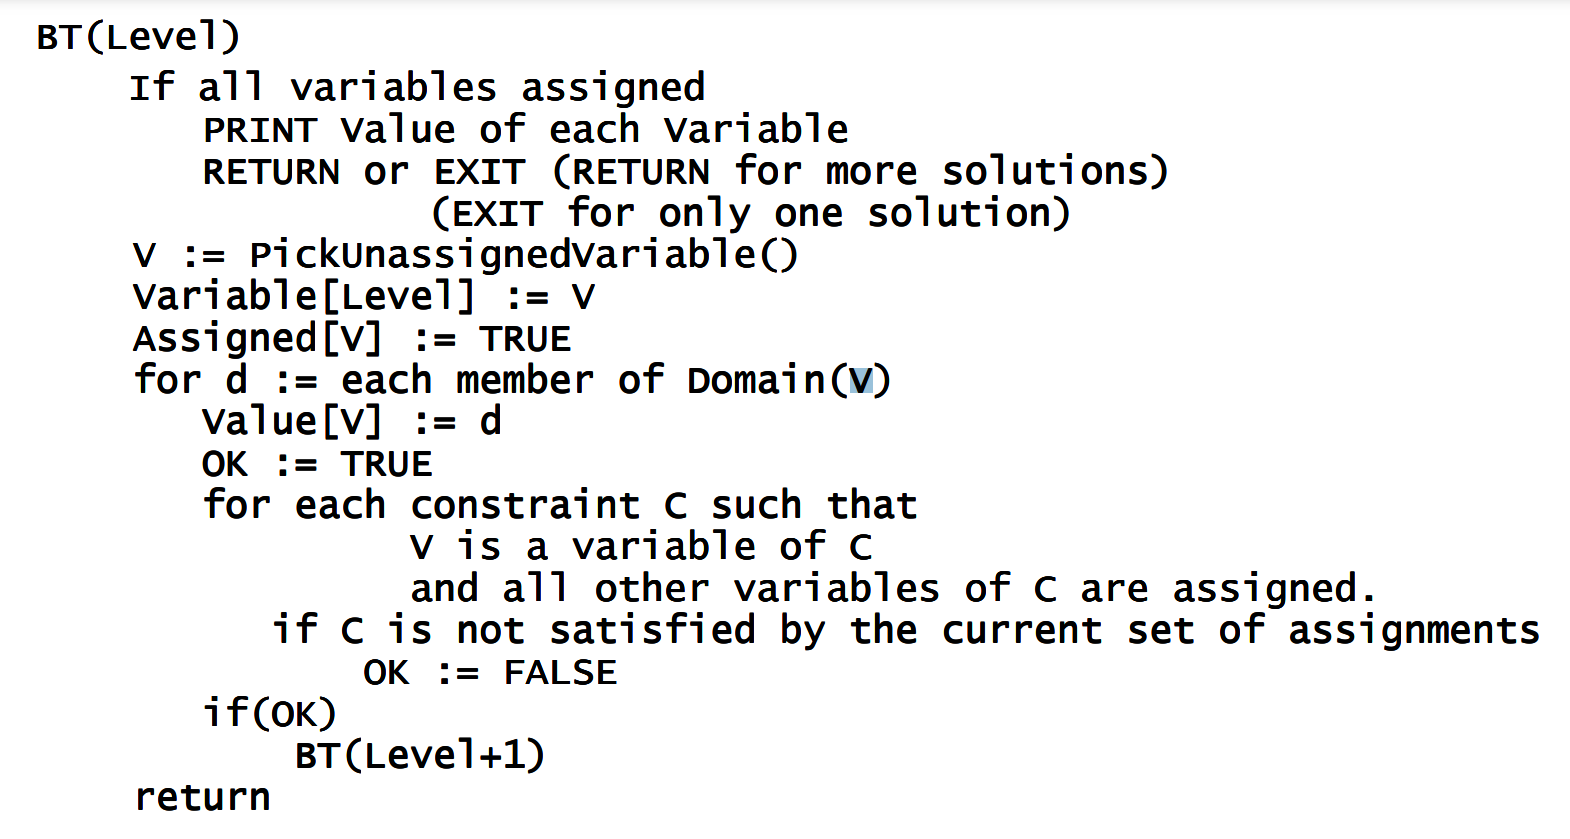 BT(Level)
If all variables assigned
PRINT Value of each Variable
RETURN or EXIT (RETURN for more solutions)
(EXIT for only one solution)
V := PickUnassignedVariable()
Variable[Level] := V
Assigned[V] := TRUE
for d := each member of Domain(V)
Value[V] := d
OK := TRUE
for each constraint C such that
V is a variable of C
and all other variables of C are assigned.
if C is not satisfied by the current set of assignments
OK := FALSE
if(OK)
BT(Level+1)
return